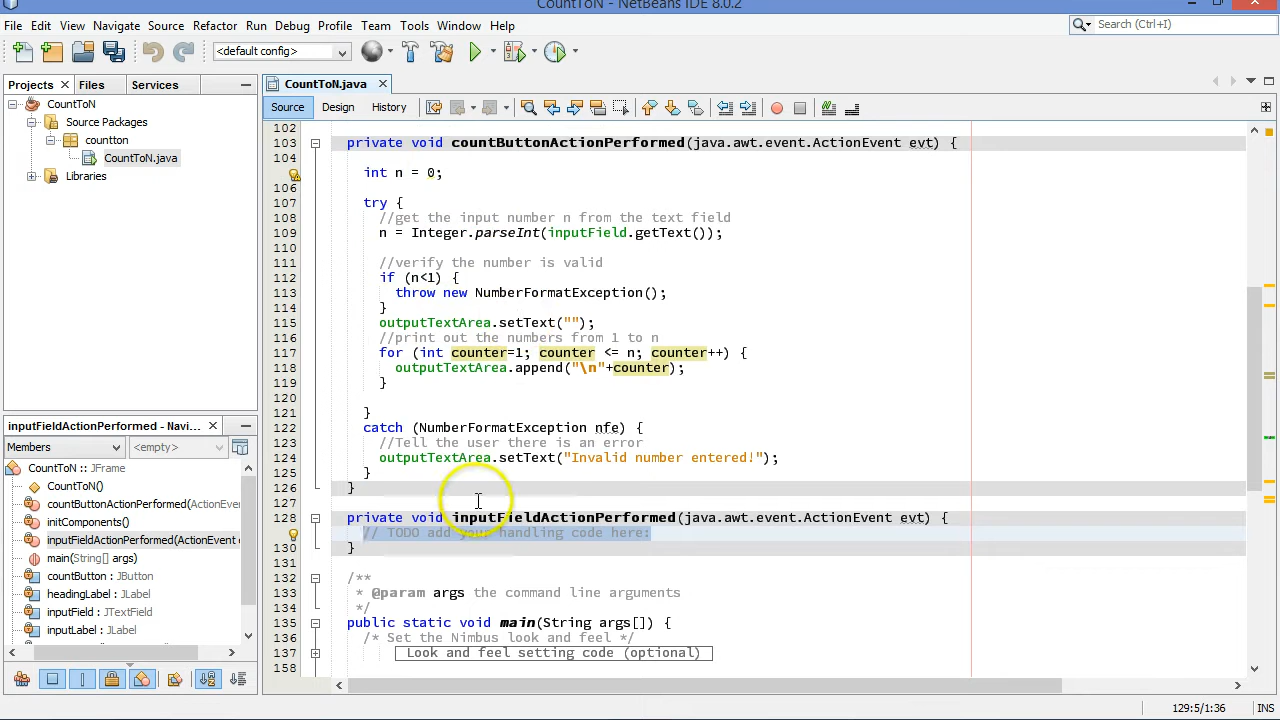 CountToN - NetBeans IDE 8.0.2
File Edit View Navigate Source Refactor Run Debug Profile Team Tools Window Help
Search (Ctrl+I)
<default config>
Projects Files Services
CountToN
Source Packages
countton
CountToN.java
Libraries
CountToN.java
Source Design History
102
103 private void countButtonActionPerformed(java.awt.event.ActionEvent evt) {
104
int n = 0;
106
107 try {
108 //get the input number n from the text field
109 n = Integer.parseInt(inputField.getText());
110
111 //verify the number is valid
112 if (n<1) {
113 throw new NumberFormatException();
114 }
115 outputTextArea.setText("");
116 //print out the numbers from 1 to n
117 for (int counter=1; counter <= n; counter++) {
118 outputTextArea.append("\n"+counter);
119 }
120
121 }
122 catch (NumberFormatException nfe) {
123 //Tell the user there is an error
124 outputTextArea.setText("Invalid number entered!");
125 }
126 }
127
128 private void inputFieldActionPerformed(java.awt.event.ActionEvent evt) {
// TODO add your handling code here:
130 }
131
132 /**
133 * @param args the command line arguments
134 */
135 public static void main(String args[]) {
136 /* Set the Nimbus look and feel */
137 Look and feel setting code (optional)
158
inputFieldActionPerformed - Navi...
Members <empty>
CountToN :: JFrame
CountToN()
countButtonActionPerformed(ActionEve
initComponents()
inputFieldActionPerformed(ActionEvent e
main(String[] args)
countButton : JButton
headingLabel : JLabel
inputField : JTextField
inputLabel : JLabel
129:5/1:36 INS